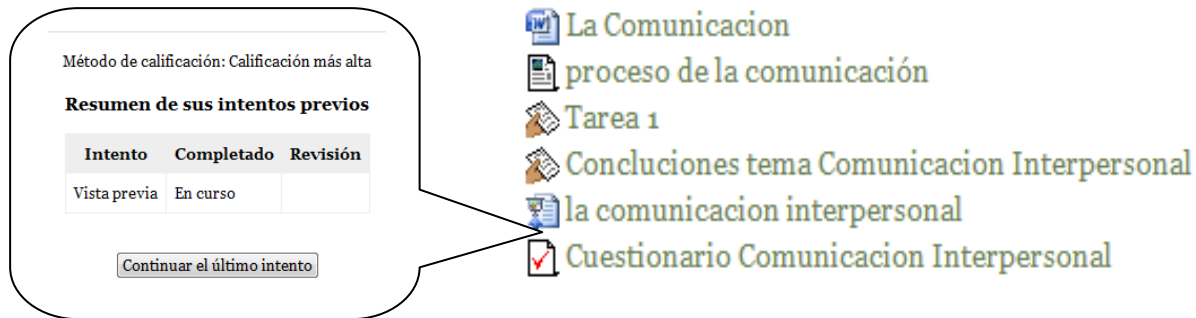 Método de calificación: Calificación más alta
Resumen de sus intentos previos
Intento Completado Revisión
Vista previa En curso
Continuar el último intento
La Comunicacion
proceso de la comunicación
Tarea 1
Concluciones tema Comunicacion Interpersonal
la comunicacion interpersonal
Cuestionario Comunicacion Interpersonal